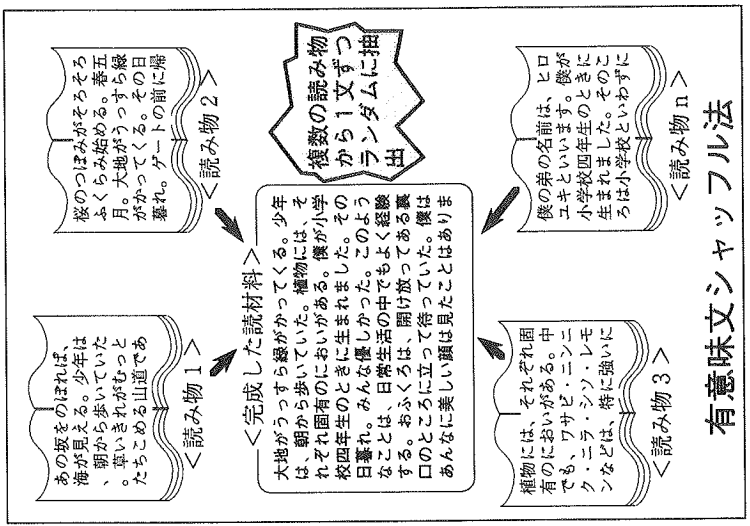 あの坂をのぼれば、
海が見える。少年は
、朝から歩いていた
。草いきれがむっと
たちこめる山道であ
<読み物1>
桜のつぼみがそろそろ
ふくらみ始める。春五
月。大地がうっすら緑
がかってくる。その日
暮れ。ゲートの前に帰
<読み物2>
複数の読み物
から1文ずつ
ランダムに抽
出
<完成した読材料>
大地がうっすら緑がかってくる。少年
は、朝から歩いていた。植物には、そ
れぞれ固有のにおいがある。僕が小学
校四年生のときに生まれました。その
日暮れ。みんな優しかった。このよう
なことは、日常生活の中でもよく経験
する。おふくろは、開け放ってある裏
口のところに立って待っていた。僕は
あんなに美しい顔は見たことはありま
植物には、それぞれ固
有のにおいがある。中
でも、ワサビ・ニンニ
ク・ニラ・シソ・レモ
ンなどは、特に強いに
<読み物3>
僕の弟の名前は、ヒロ
ユキといいます。僕が
小学校四年生のときに
生まれました。そのこ
ろは小学校といわずに
<読み物n>
有意味文シャッフル法